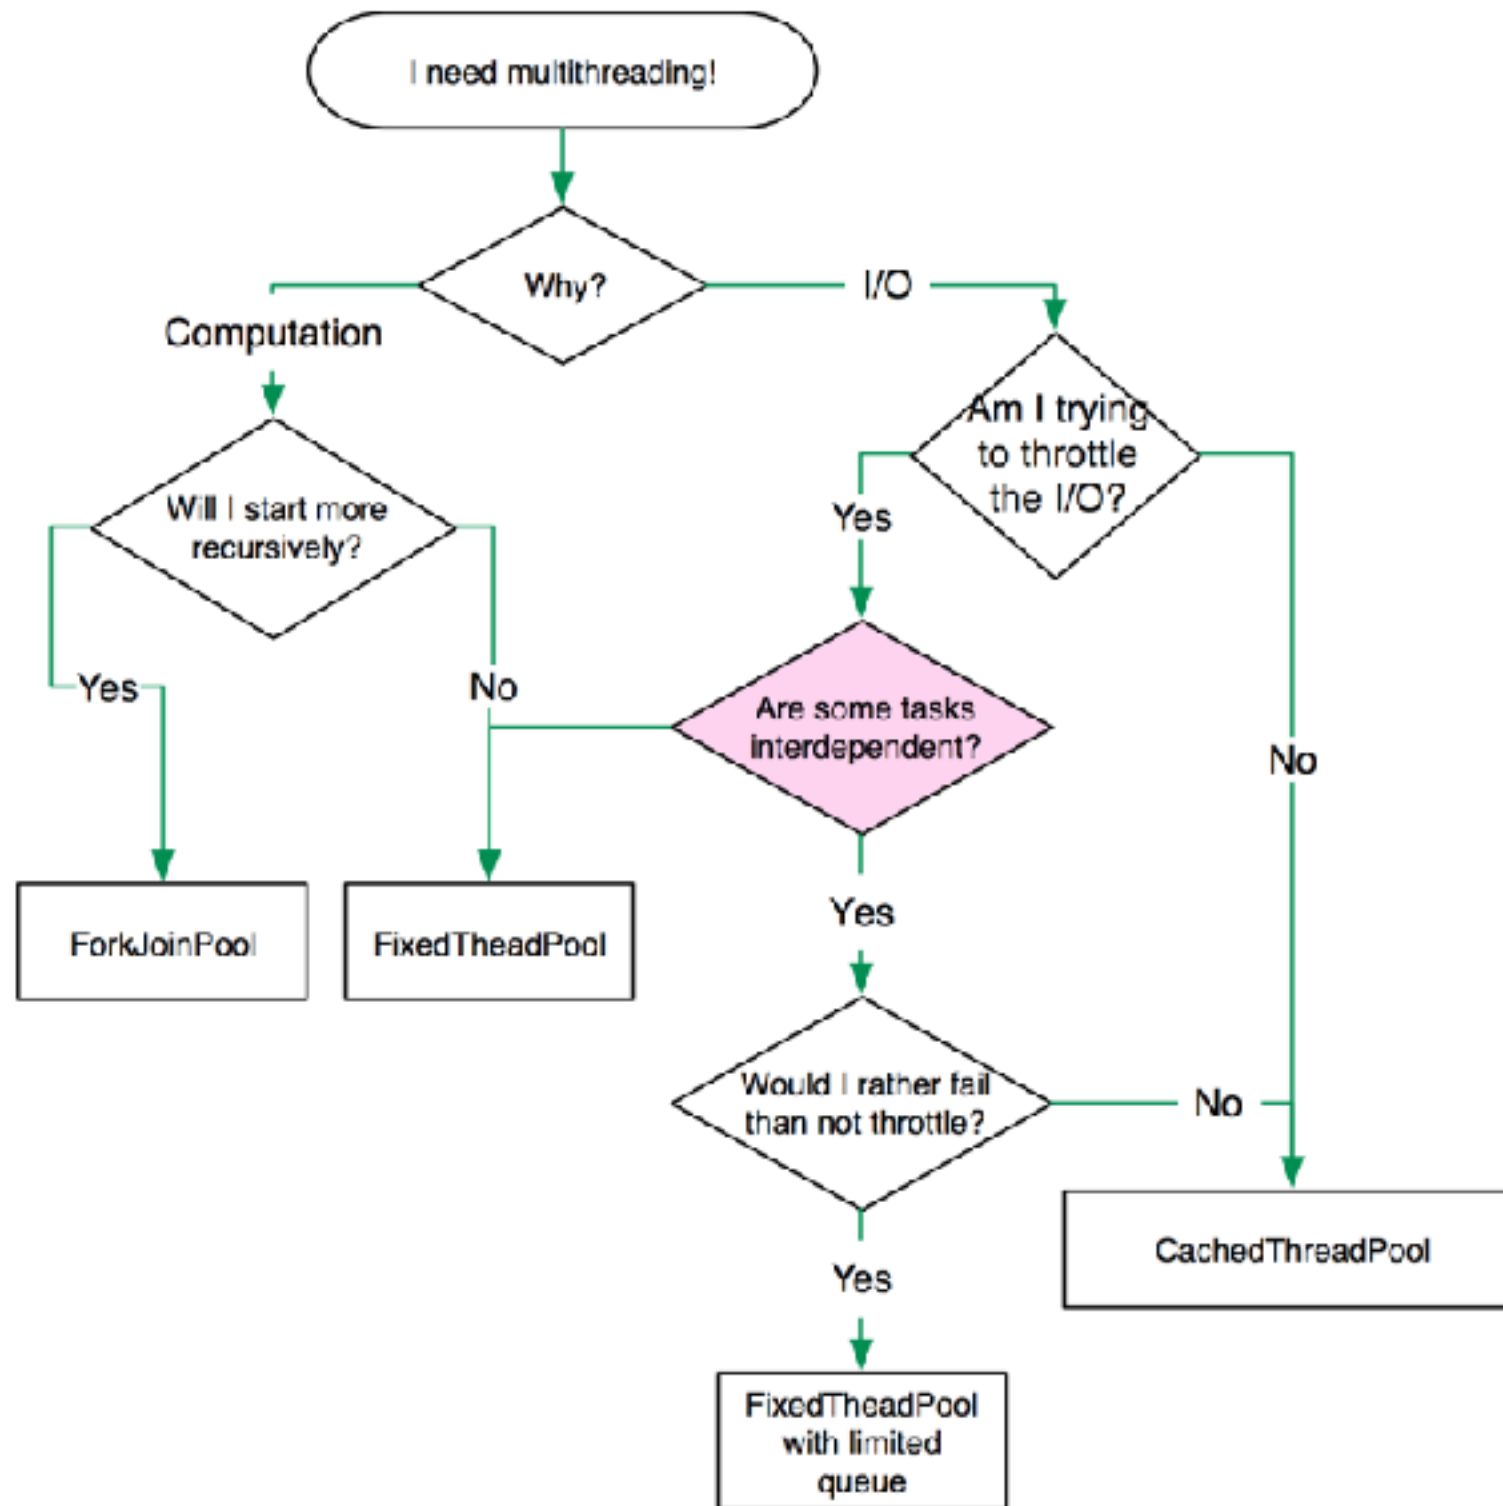 I need multithreading!
Why?
I/O
Computation
Am I trying
to throttle
the I/O?
Will I start more
recursively?
Yes
Yes
No
Are some tasks
interdependent?
No
Yes
ForkJoinPool
FixedTheadPool
Would I rather fail
than not throttle?
No
CachedThreadPool
Yes
FixedTheadPool
with limited
queue